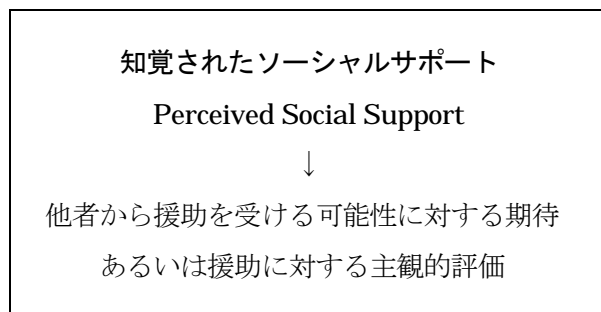 知覚されたソーシャルサポート
Perceived Social Support
↓
他者から援助を受ける可能性に対する期待
あるいは援助に対する主観的評価